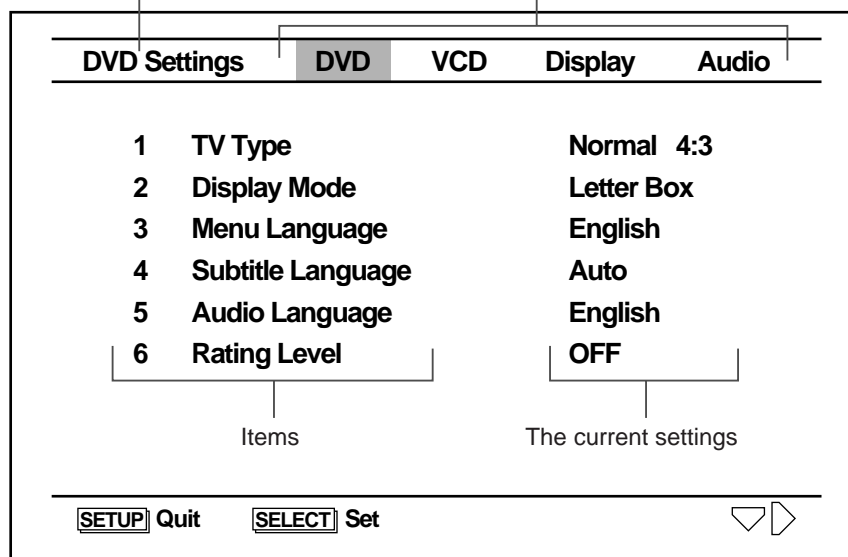 DVD Settings DVD VCD Display Audio
1 TV Type Normal 4:3
2 Display Mode Letter Box
3 Menu Language English
4 Subtitle Language Auto
5 Audio Language English
6 Rating Level OFF
Items The current settings
SETUP Quit SELECT Set